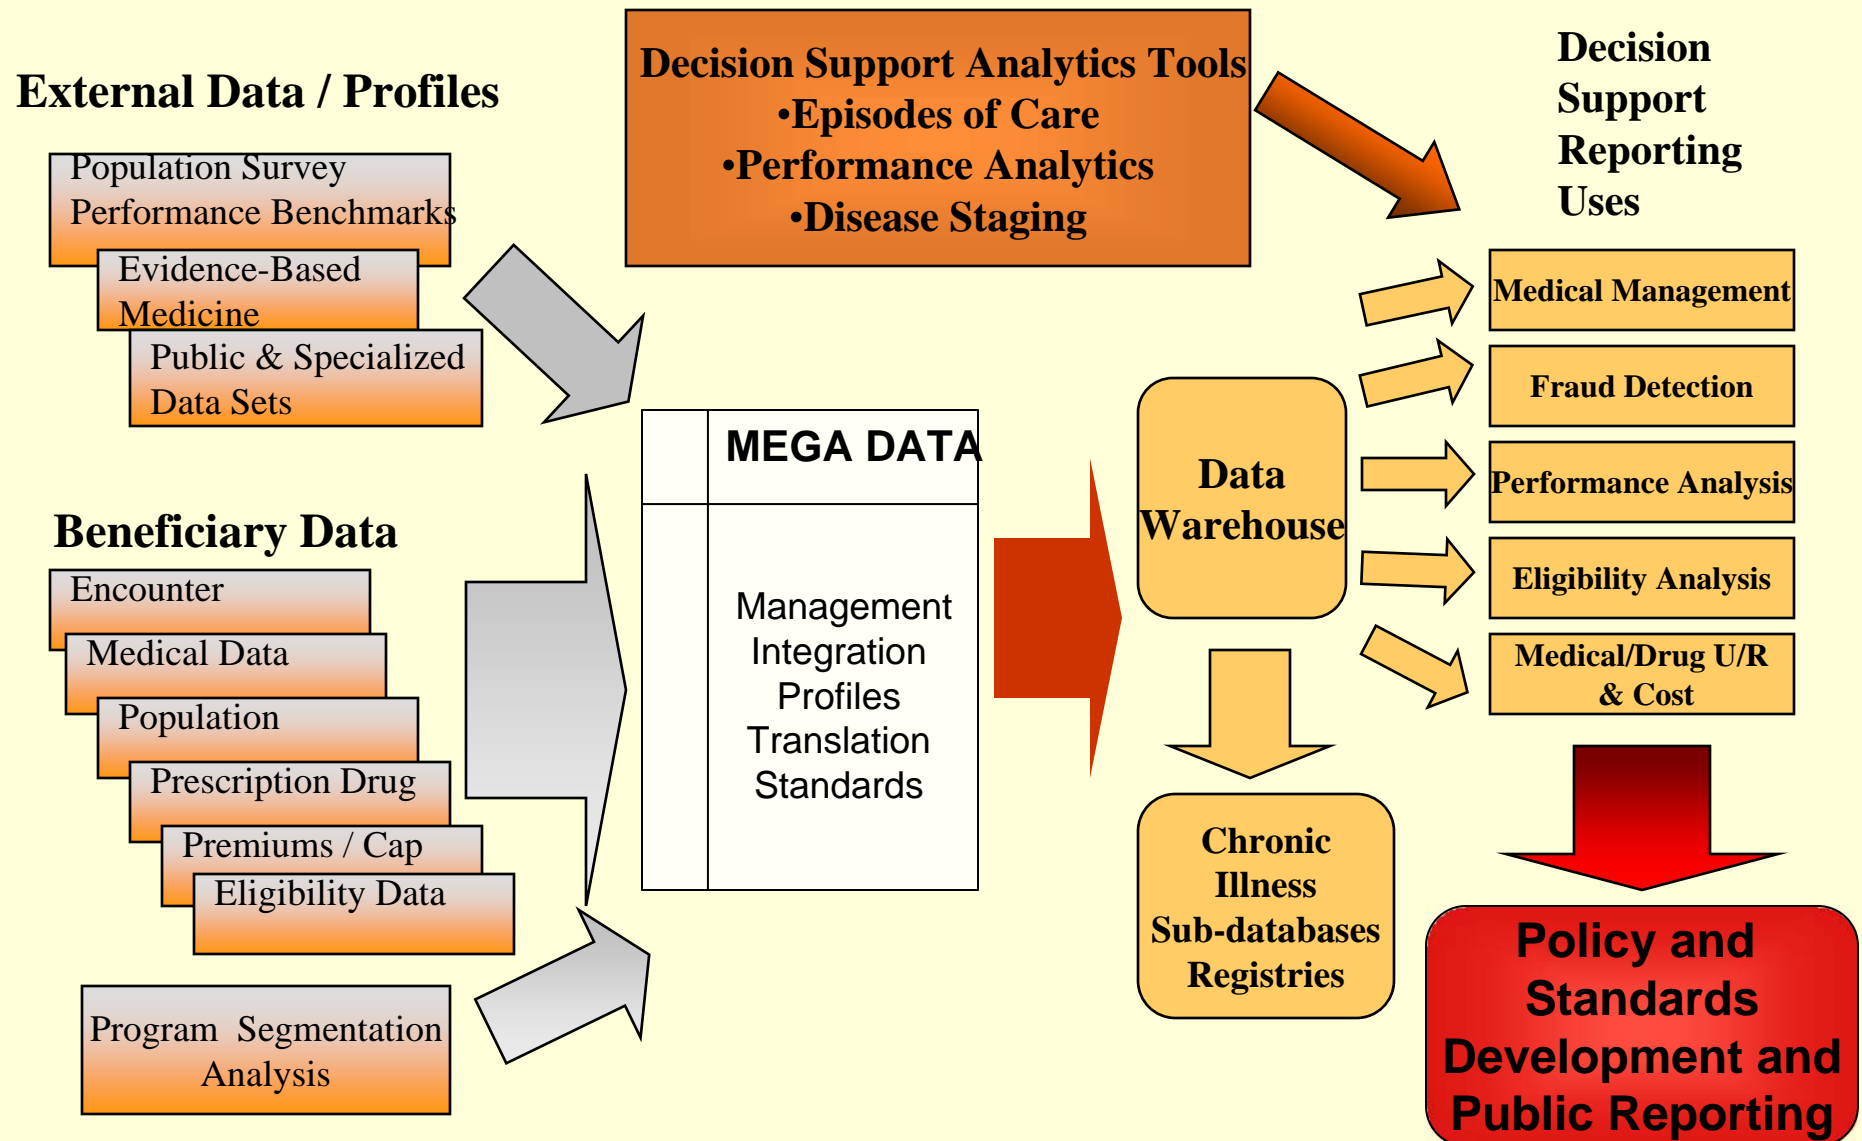 External Data / Profiles
Population Survey
Performance Benchmarks
Evidence-Based
Medicine
Public & Specialized
Data Sets
Beneficiary Data
Encounter
Medical Data
Population
Prescription Drug
Premiums / Cap
Eligibility Data
Program Segmentation
Analysis
Decision Support Analytics Tools
•Episodes of Care
•Performance Analytics
•Disease Staging
MEGA DATA
Management
Integration
Profiles
Translation
Standards
Data
Warehouse
Chronic
Illness
Sub-databases
Registries
Decision
Support
Reporting
Uses
Medical Management
Fraud Detection
Performance Analysis
Eligibility Analysis
Medical/Drug U/R
& Cost
Policy and
Standards
Development and
Public Reporting